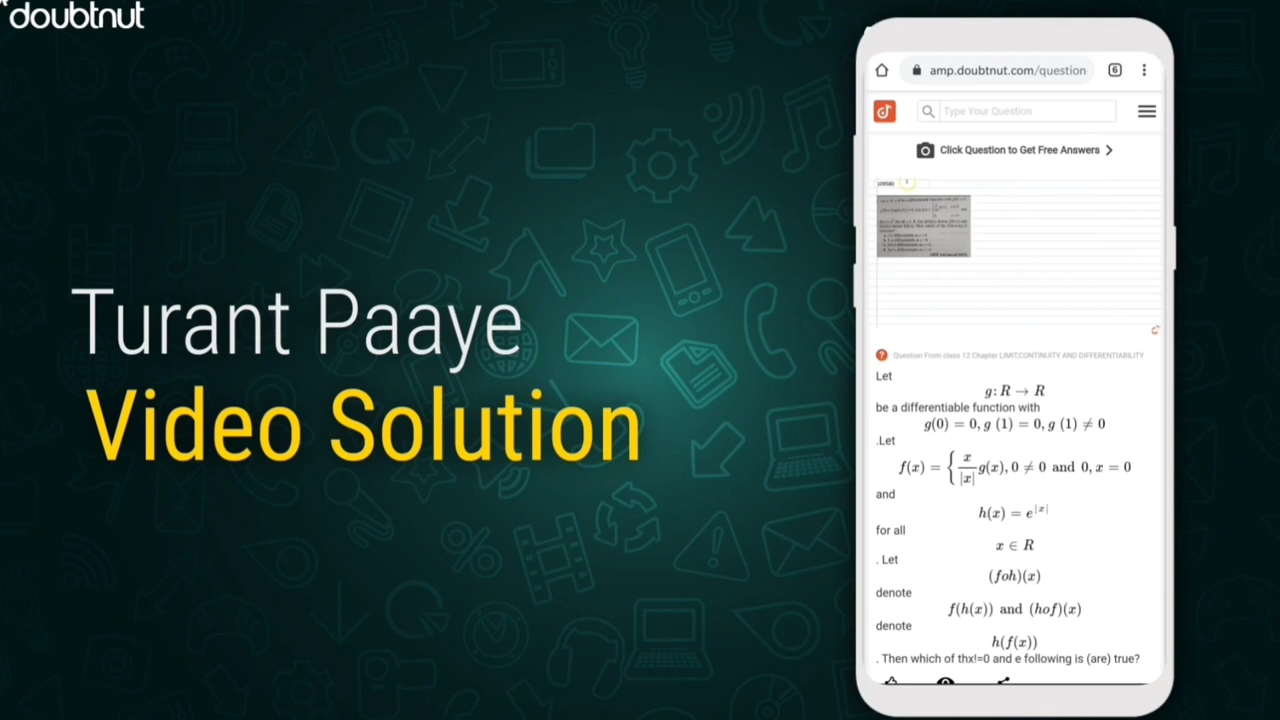 doubtnut
Turant Paaye
Video Solution
amp.doubtnut.com/question
6
Type Your Question
Click Question to Get Free Answers
109580
Question From class 12 Chapter LIMIT,CONTINUITY AND DIFFERENTIABILITY
Let
g: R → R
be a differentiable function with
g(0) = 0, g (1) = 0, g (1) ≠ 0
.Let
f(x) = { x/|x| g(x), 0 ≠ 0 and 0, x = 0
and
h(x) = e^|x|
for all
x ∈ R
. Let
(foh)(x)
denote
f(h(x)) and (hof)(x)
denote
h(f(x))
. Then which of thx!=0 and e following is (are) true?